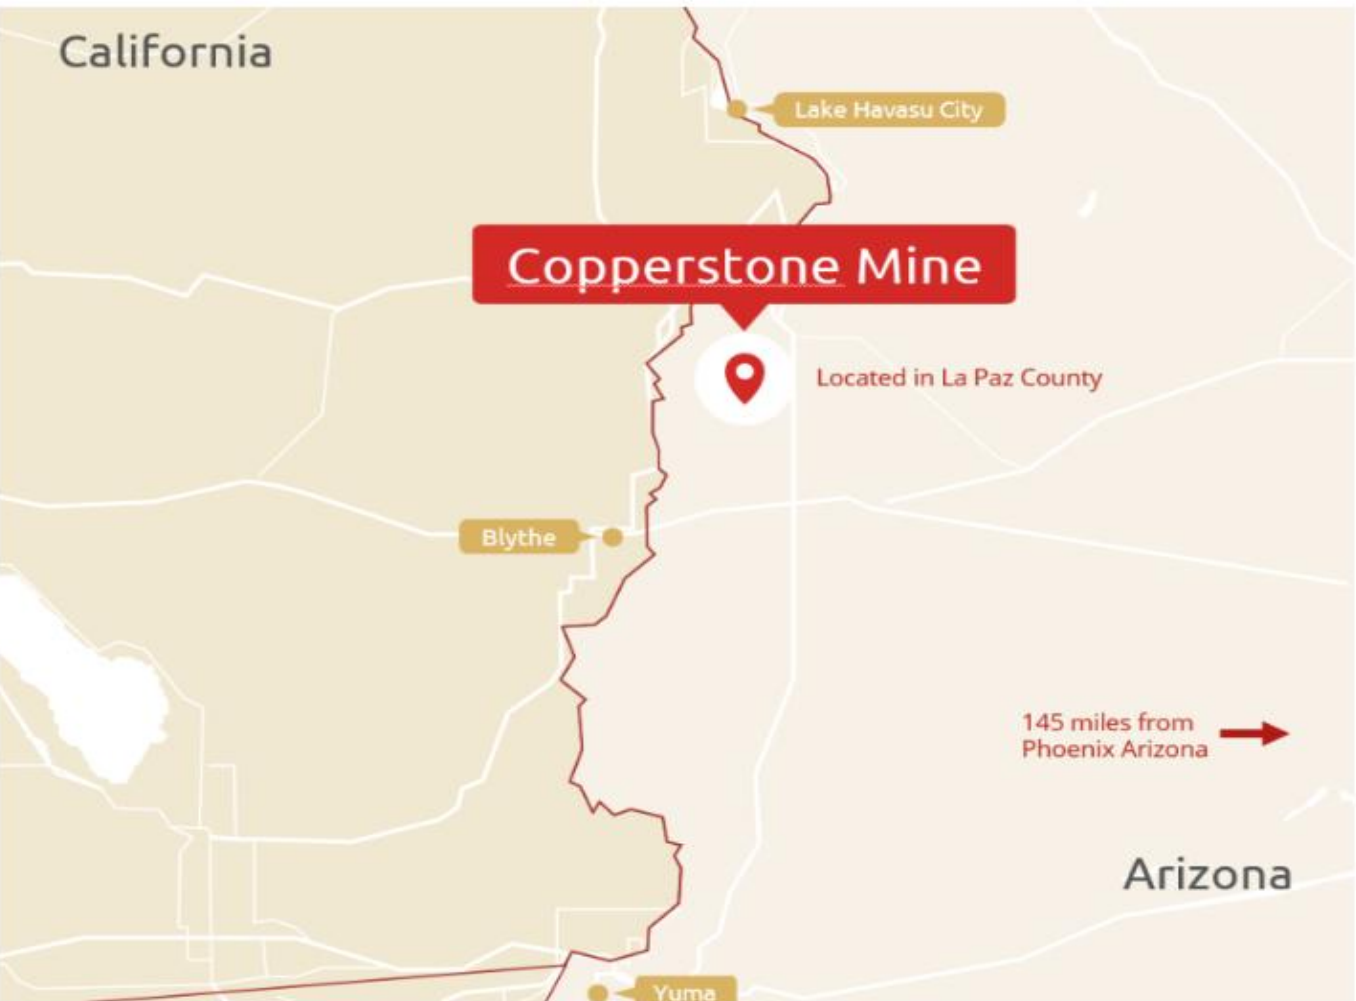 California
Lake Havasu City
Copperstone Mine
Located in La Paz County
Blythe
145 miles from
Phoenix Arizona
Arizona
Yuma